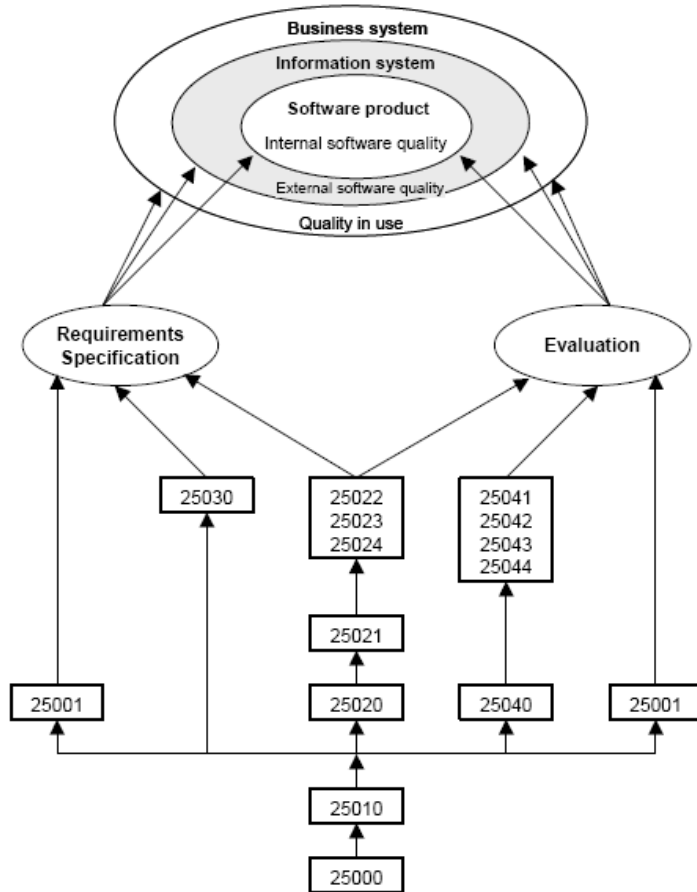 Business system
Information system
Software product
Internal software quality
External software quality
Quality in use
Requirements
Specification
Evaluation
25030
25022
25023
25024
25041
25042
25043
25044
25021
25001
25020
25040
25001
25010
25000